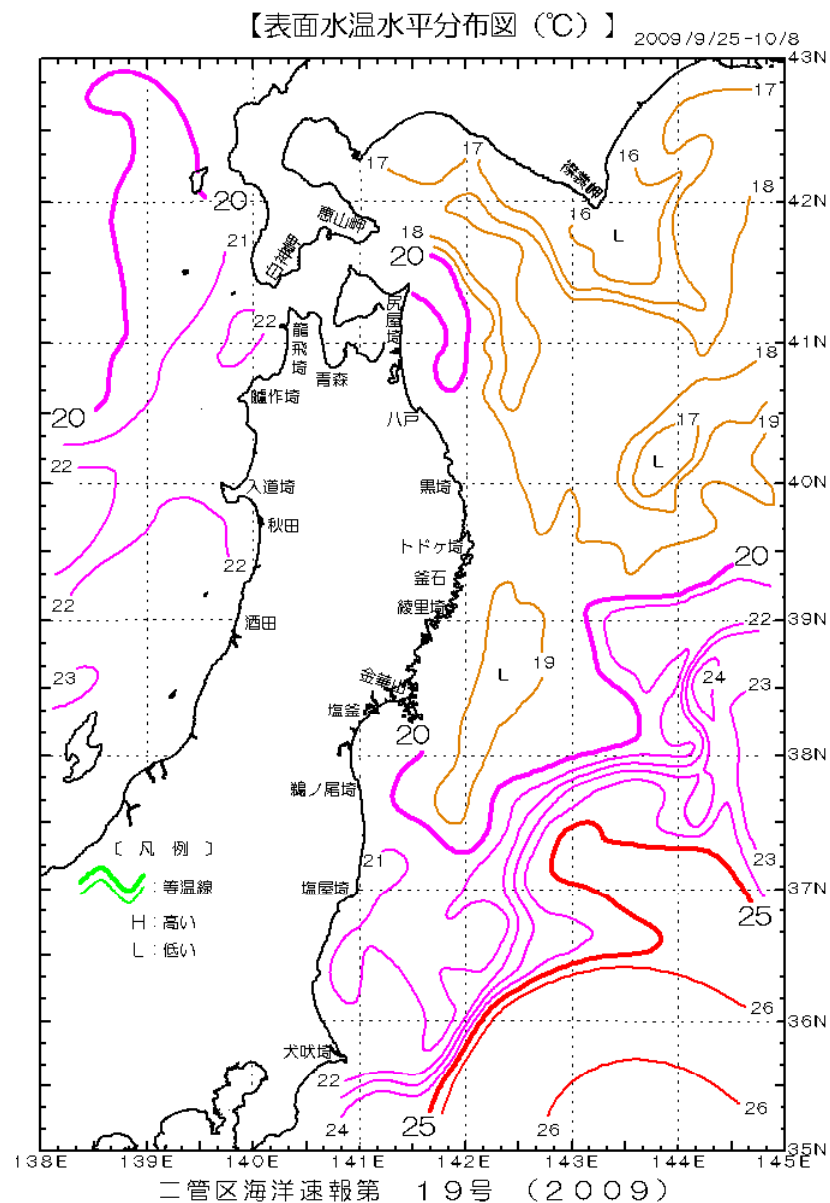 【表面水温水平分布図（℃）】
2009/9/25-10/8
43N
17
16
17
17
襟裳岬
18
42N
20
恵山岬
16
L
21
18
白神岬
20
尻屋埼
22
龍飛埼
41N
青森
18
20
艫作埼
八戸
17
19
22
L
入道埼
黒埼
40N
秋田
トドヶ埼
22
釜石
20
22
綾里埼
22
39N
酒田
19
L
24
23
23
金華山
塩釜
20
38N
鵜ノ尾埼
〔 凡 例 〕
21
23
：等温線
塩屋埼
37N
25
H：高い
L：低い
26
36N
犬吠埼
22
24
25
26
26
35N
138E 139E 140E 141E 142E 143E 144E 145E
二管区海洋速報第 19号 （2009）